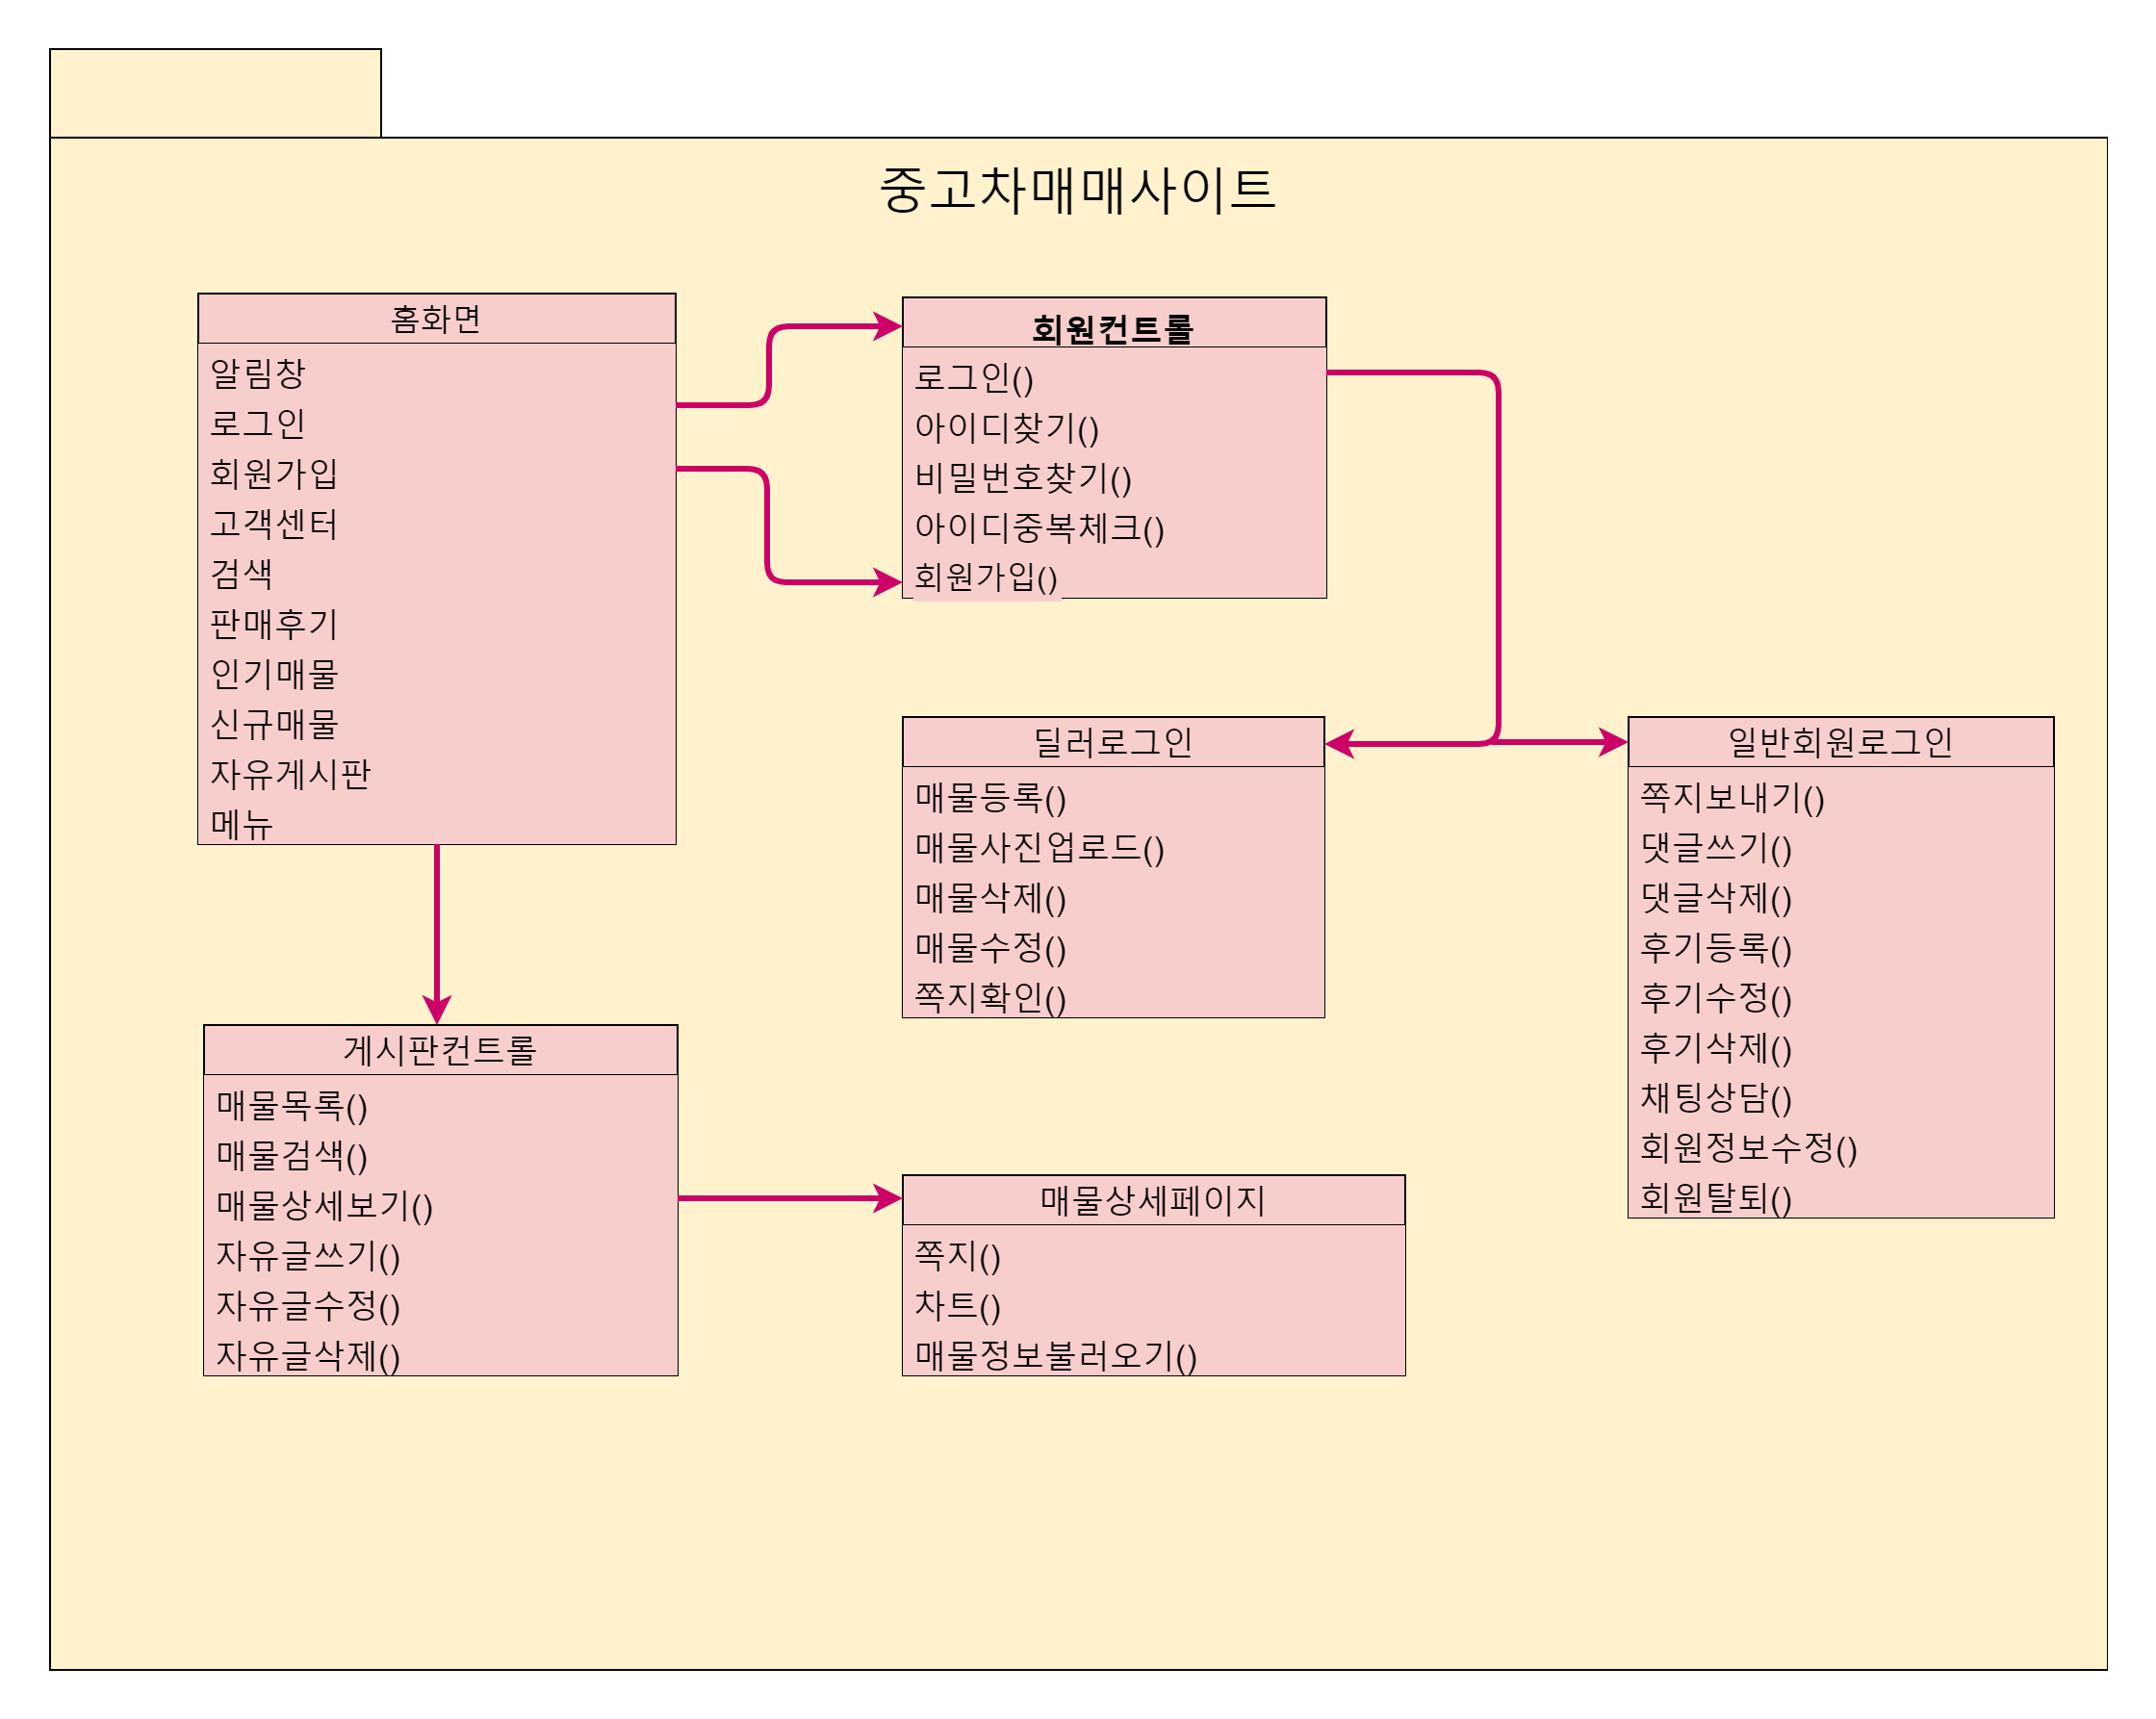 중고차매매사이트
홈화면
알림창
로그인
회원가입
고객센터
검색
판매후기
인기매물
신규매물
자유게시판
메뉴
회원컨트롤
로그인()
아이디찾기()
비밀번호찾기()
아이디중복체크()
회원가입()
딜러로그인
매물등록()
매물사진업로드()
매물삭제()
매물수정()
쪽지확인()
일반회원로그인
쪽지보내기()
댓글쓰기()
댓글삭제()
후기등록()
후기수정()
후기삭제()
채팅상담()
회원정보수정()
회원탈퇴()
게시판컨트롤
매물목록()
매물검색()
매물상세보기()
자유글쓰기()
자유글수정()
자유글삭제()
매물상세페이지
쪽지()
차트()
매물정보불러오기()